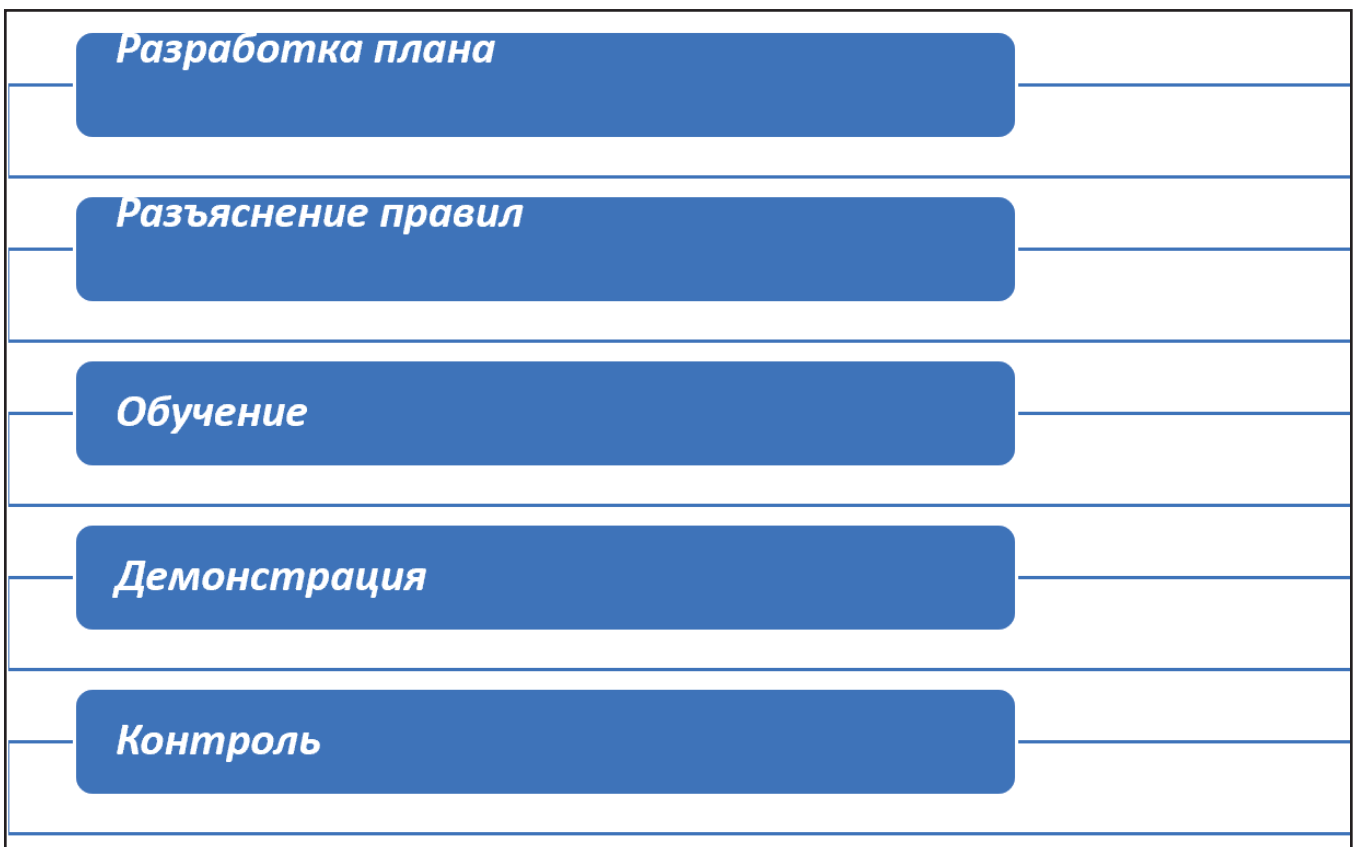 Разработка плана
Разъяснение правил
Обучение
Демонстрация
Контроль